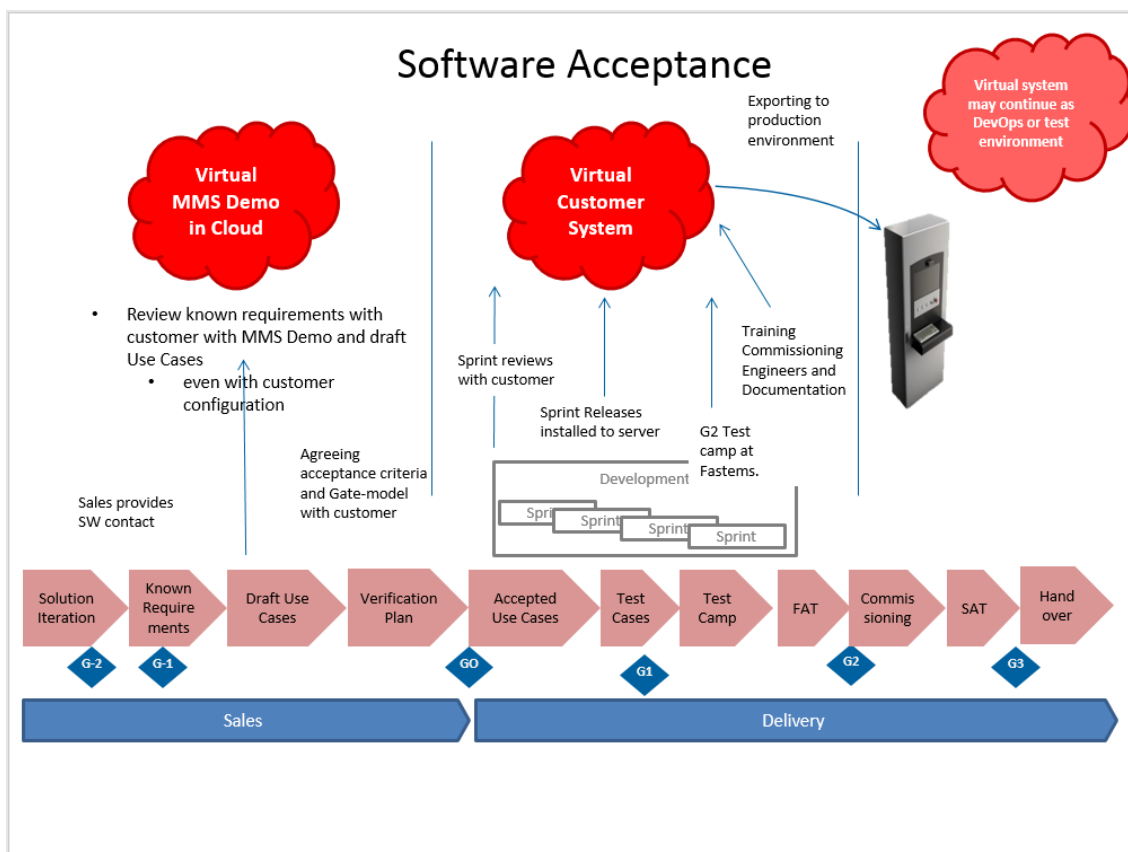 Software Acceptance
Virtual system
may continue as
DevOps or test
environment
Exporting to
production
environment
Virtual
MMS Demo
in Cloud
Virtual
Customer
System
• Review known requirements with
customer with MMS Demo and draft
Use Cases
• even with customer
configuration
Sprint reviews
with customer
Training
Commissioning
Engineers and
Documentation
Sprint Releases
installed to server
G2 Test
camp at
Fastems.
Agreeing
acceptance criteria
and Gate-model
with customer
Sales provides
SW contact
Development
Spri
Sprint
Sprint
Sprint
Solution
Iteration
Known
Require
ments
Draft Use
Cases
Verification
Plan
Accepted
Use Cases
Test
Cases
Test
Camp
FAT
Commis
sioning
SAT
Hand
over
G-2
G-1
GO
G1
G2
G3
Sales
Delivery